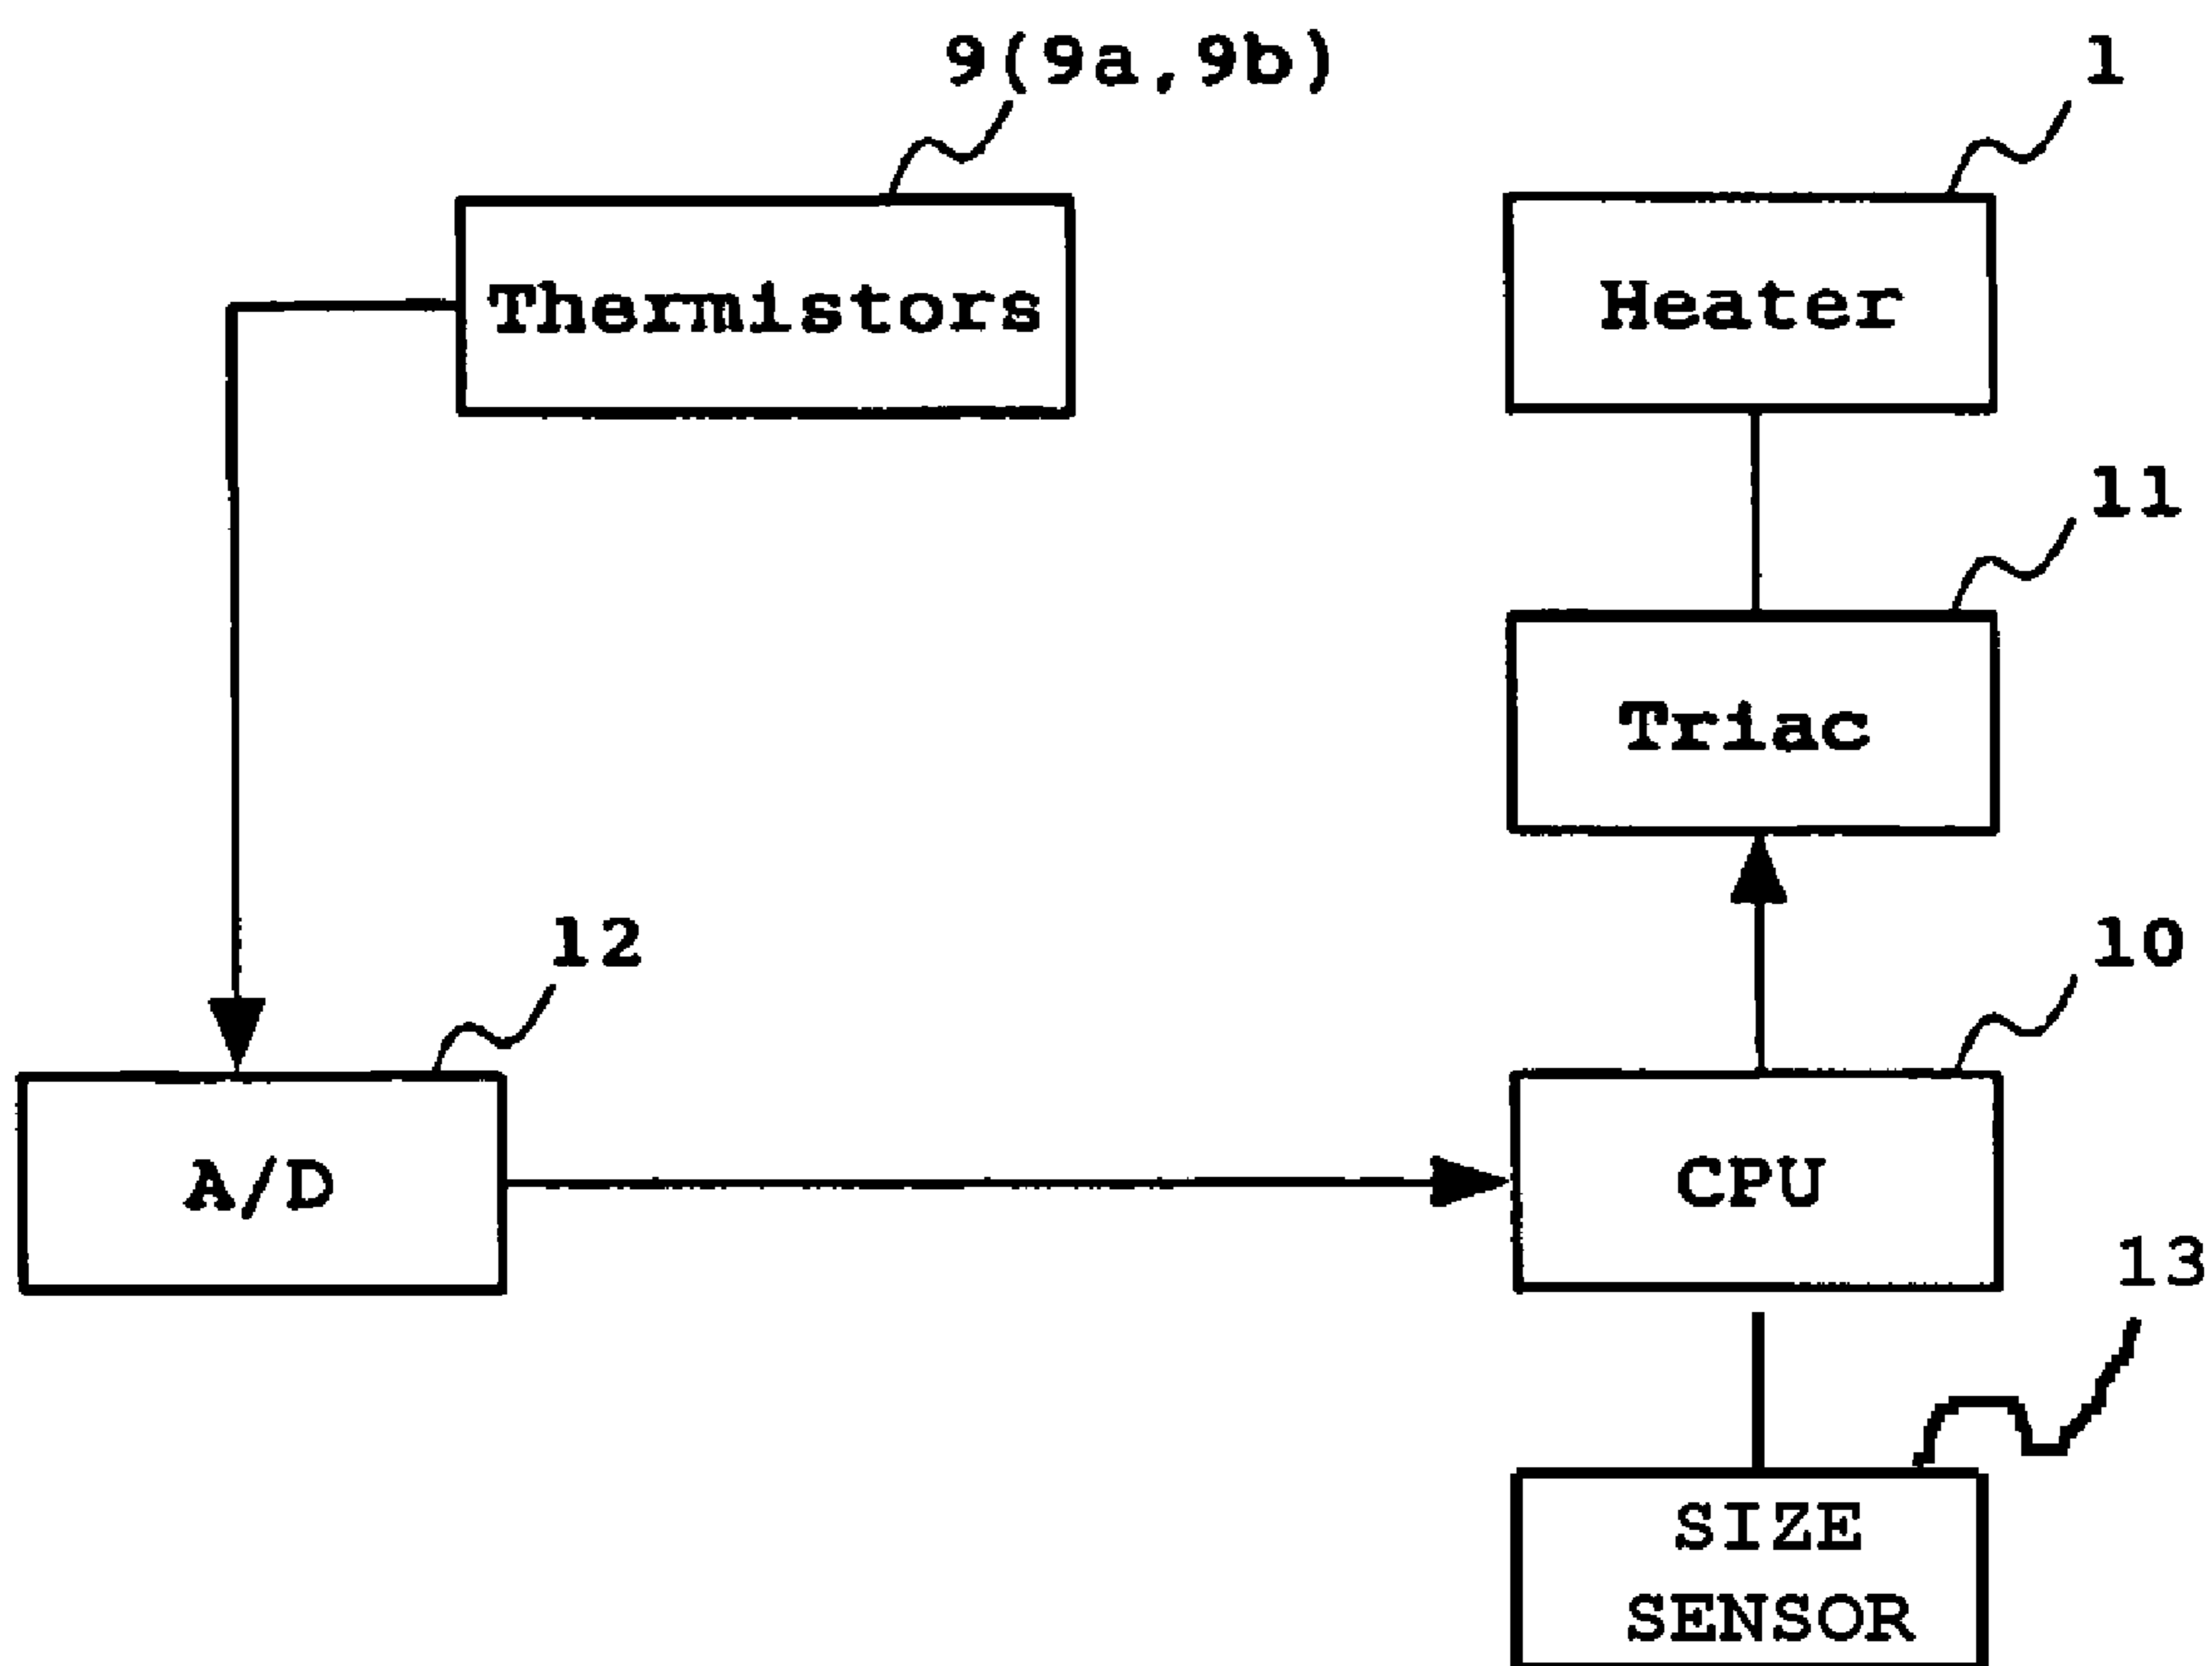 9(9a,9b)
1
Thermistors
Heater
11
Triac
12
10
A/D
CPU
13
SIZE
SENSOR